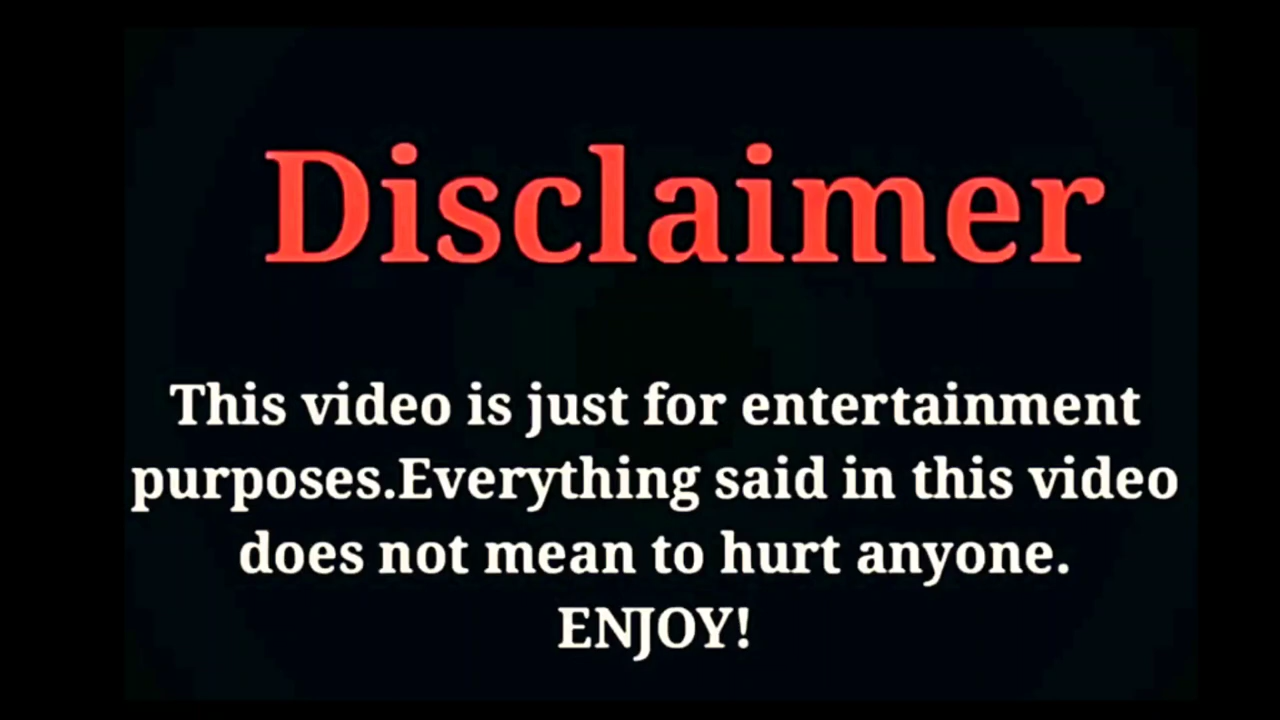 Disclaimer
This video is just for entertainment
purposes.Everything said in this video
does not mean to hurt anyone.
ENJOY!